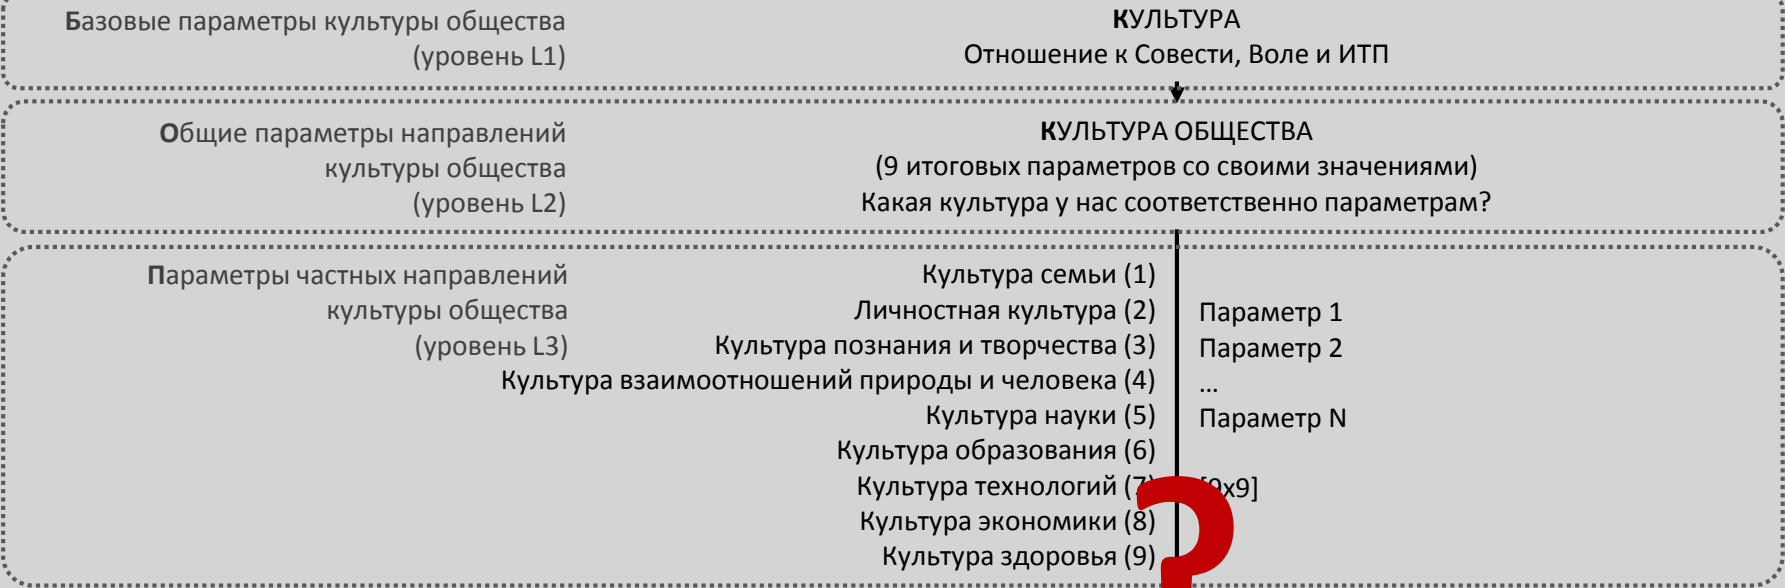 Базовые параметры культуры общества
(уровень L1)
КУЛЬТУРА
Отношение к Совести, Воле и ИТП
Общие параметры направлений
культуры общества
(уровень L2)
КУЛЬТУРА ОБЩЕСТВА
(9 итоговых параметров со своими значениями)
Какая культура у нас соответственно параметрам?
Параметры частных направлений
культуры общества
(уровень L3)
Культура семьи (1)
Личностная культура (2)
Культура познания и творчества (3)
Культура взаимоотношений природы и человека (4)
Культура науки (5)
Культура образования (6)
Культура технологий (7)
Культура экономики (8)
Культура здоровья (9)
Параметр 1
Параметр 2
...
Параметр N
[9x9]
?